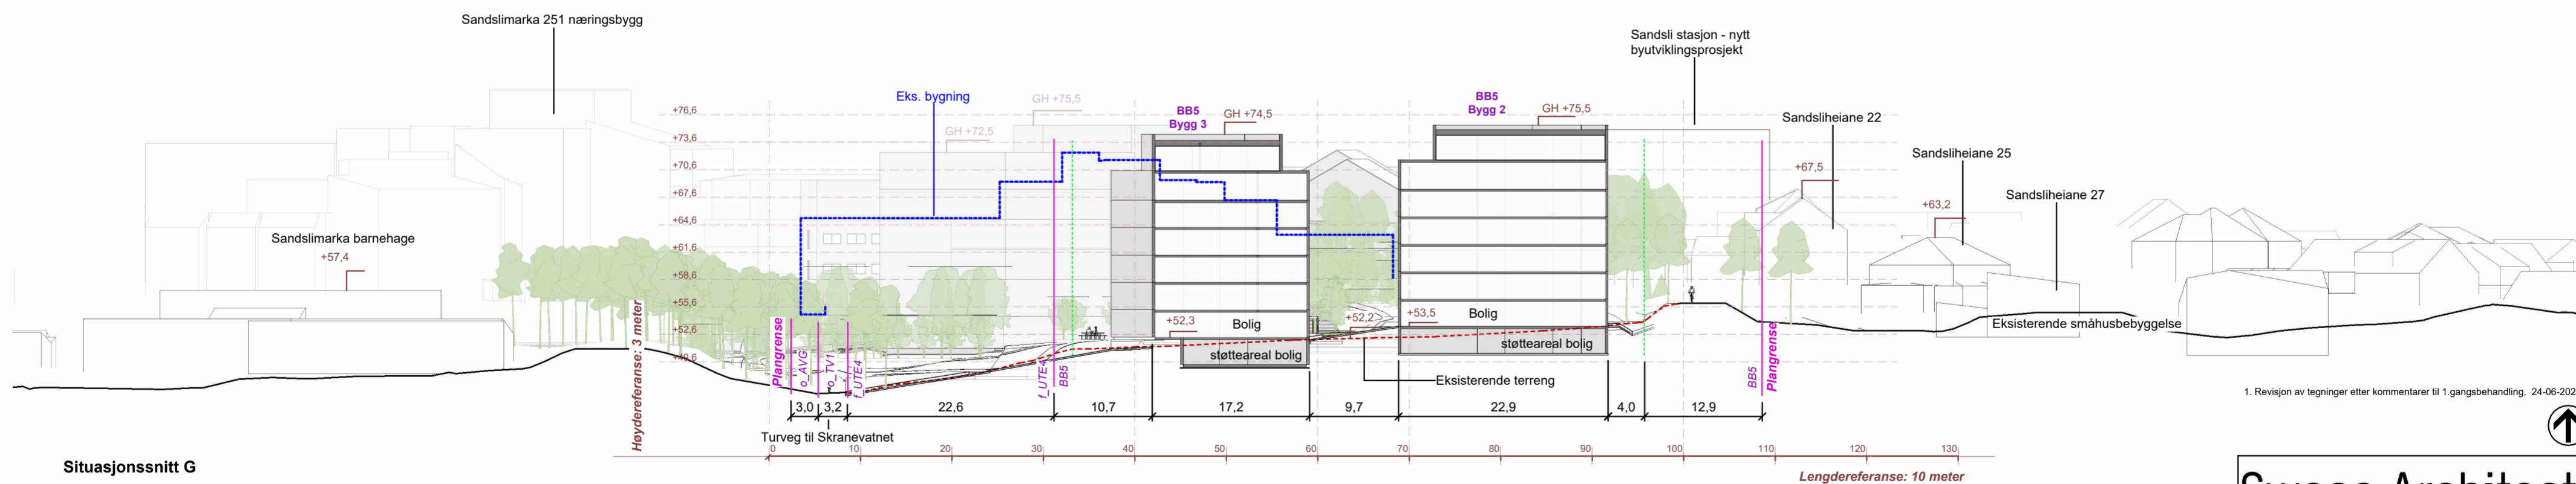 Sandslimarka 251 næringsbygg
Sandsli stasjon - nytt
byutviklingsprosjekt
Eks. bygning
GH +75,5
GH +72,5
BB5
Bygg 3
GH +74,5
BB5
Bygg 2
GH +75,5
Sandsliheiane 22
+67,5
Sandsliheiane 25
+63,2
Sandsliheiane 27
Sandslimarka barnehage
+57,4
+76,6
+73,6
+70,6
+67,6
+64,6
+61,6
+58,6
+55,6
+52,6
+49,6
Høydereferanse: 3 meter
Plangrense
o_AVG
o_TV1
f_UTE4
f_UTE4
BB5
+52,3
Bolig
støtteareal bolig
+52,2
+53,5
Bolig
støtteareal bolig
Eksisterende terreng
BB5
Plangrense
Eksisterende småhusbebyggelse
3,0
3,2
22,6
10,7
17,2
9,7
22,9
4,0
12,9
Turveg til Skranevatnet
0
10
20
30
40
50
60
70
80
90
100
110
120
130
Lengdereferanse: 10 meter
Situasjonssnitt G
1. Revisjon av tegninger etter kommentarer til 1.gangsbehandling, 24-06-202